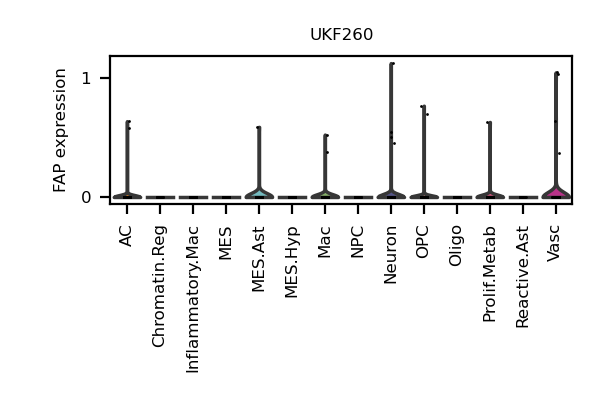 UKF260
FAP expression
1
0
AC
Chromatin.Reg
Inflammatory.Mac
MES
MES.Ast
MES.Hyp
Mac
NPC
Neuron
OPC
Oligo
Prolif.Metab
Reactive.Ast
Vasc